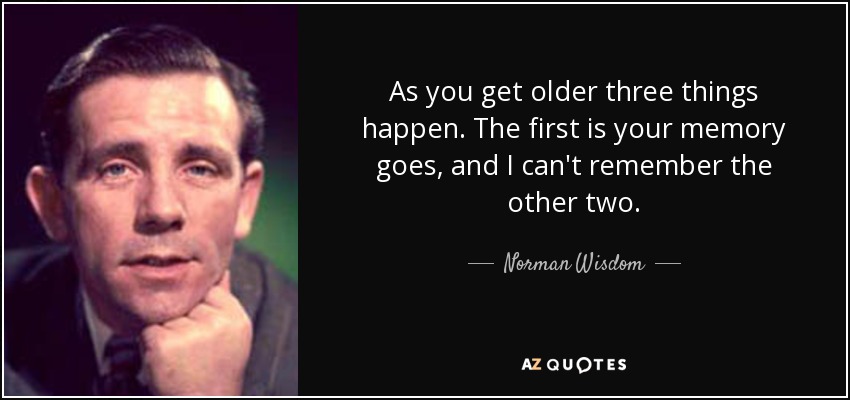 As you get older three things
happen. The first is your memory
goes, and I can't remember the
other two.
Norman Wisdom
AZ QUOTES